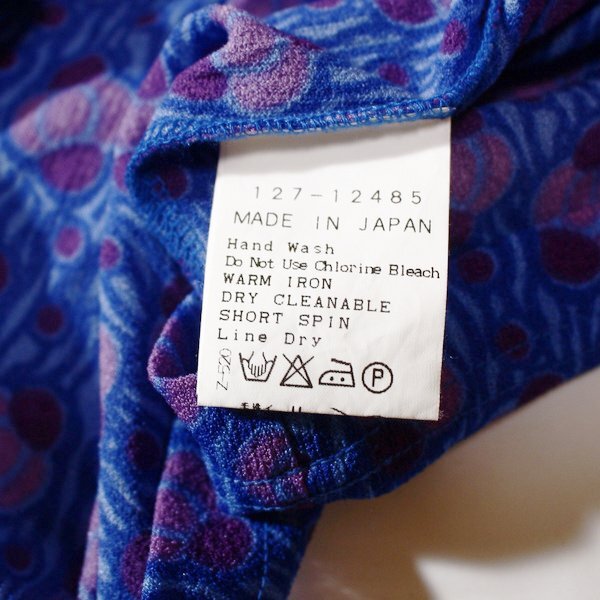 127-12485
MADE IN JAPAN
Hand Wash
Do Not Use Chlorine Bleach
WARM IRON
DRY CLEANABLE
SHORT SPIN
Line Dry
Z-520
P